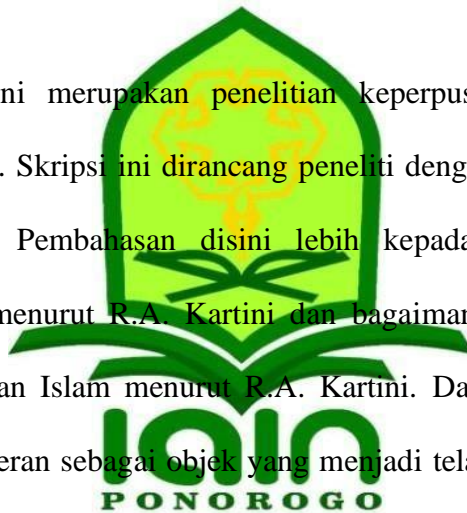 ni merupakan penelitian keperpus
. Skripsi ini dirancang peneliti deng
Pembahasan disini lebih kepada
menurut R.A. Kartini dan bagaiman
an Islam menurut R.A. Kartini. Da
eran sebagai objek yang menjadi tela
iain
PONOROGO